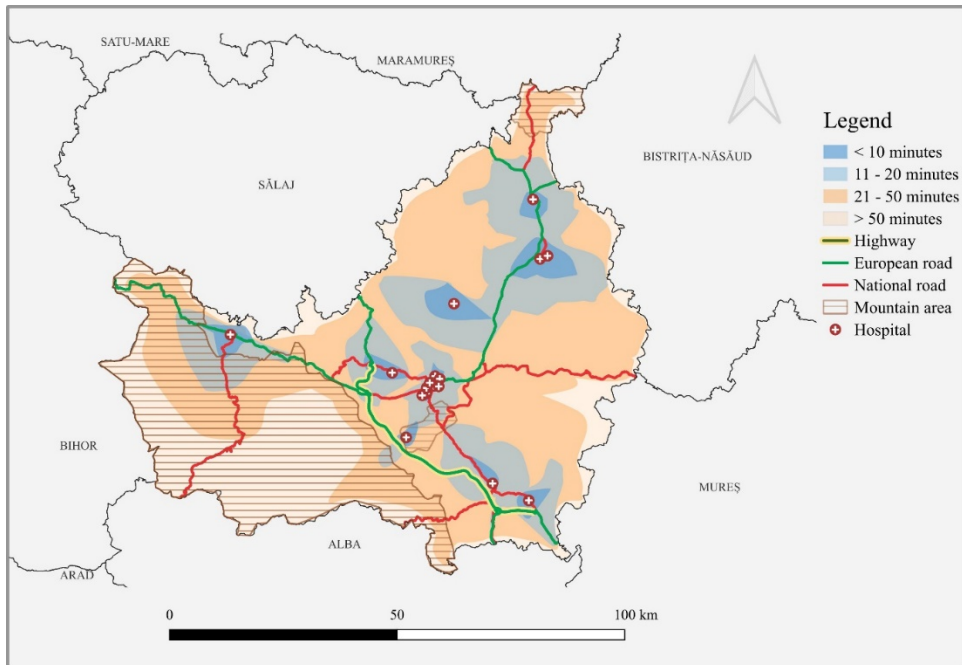 SATU-MARE
MARAMUREȘ
BISTRIȚA-NĂSĂUD
SĂLAJ
BIHOR
MUREȘ
ALBA
ARAD
Legend
< 10 minutes
11 - 20 minutes
21 - 50 minutes
> 50 minutes
Highway
European road
National road
Mountain area
Hospital
0
50
100 km